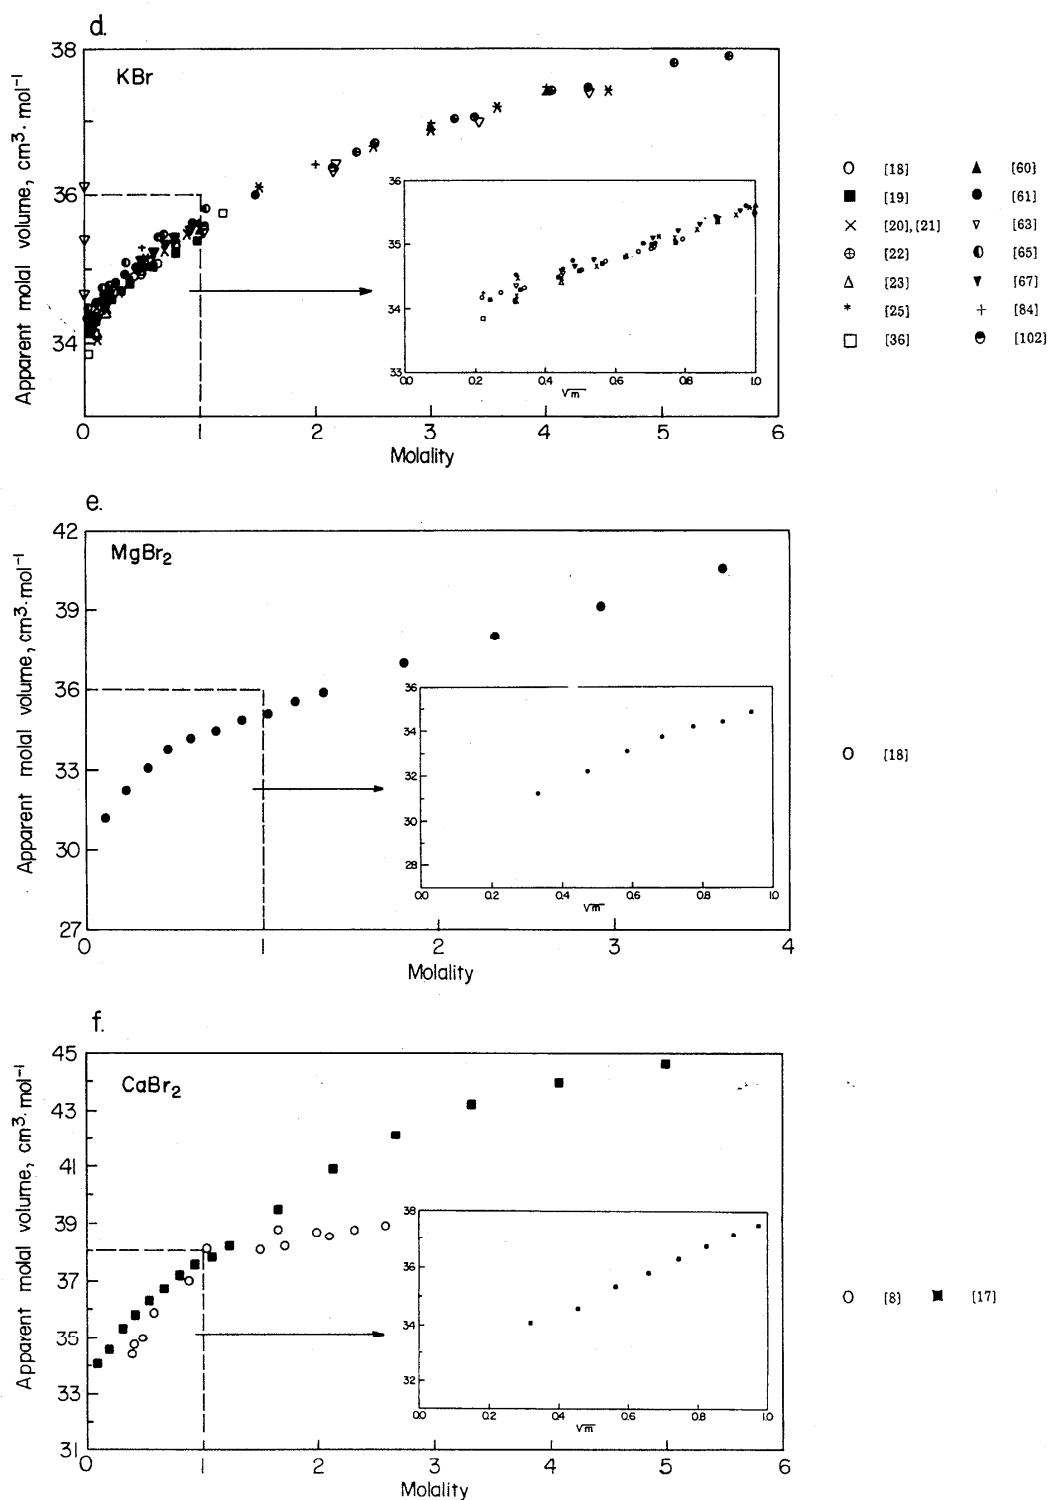 d.
KBr
Apparent molal volume, cm³·mol⁻¹
38
36
34
0 1 2 3 4 5 6
Molality
36
35
34
33
0.0 0.2 0.4 0.6 0.8 1.0
√m
[18] [60]
[19] [61]
[20],[21] [63]
[22] [65]
[23] [67]
[25] [84]
[36] [102]
e.
MgBr₂
Apparent molal volume, cm³·mol⁻¹
42
39
36
33
30
27
0 1 2 3 4
Molality
36
34
32
30
28
0.0 0.2 0.4 0.6 0.8 1.0
√m
[18]
f.
CaBr₂
Apparent molal volume, cm³·mol⁻¹
45
43
41
39
37
35
33
31
0 1 2 3 4 5 6
Molality
38
36
34
32
0.0 0.2 0.4 0.6 0.8 1.0
√m
[8] [17]